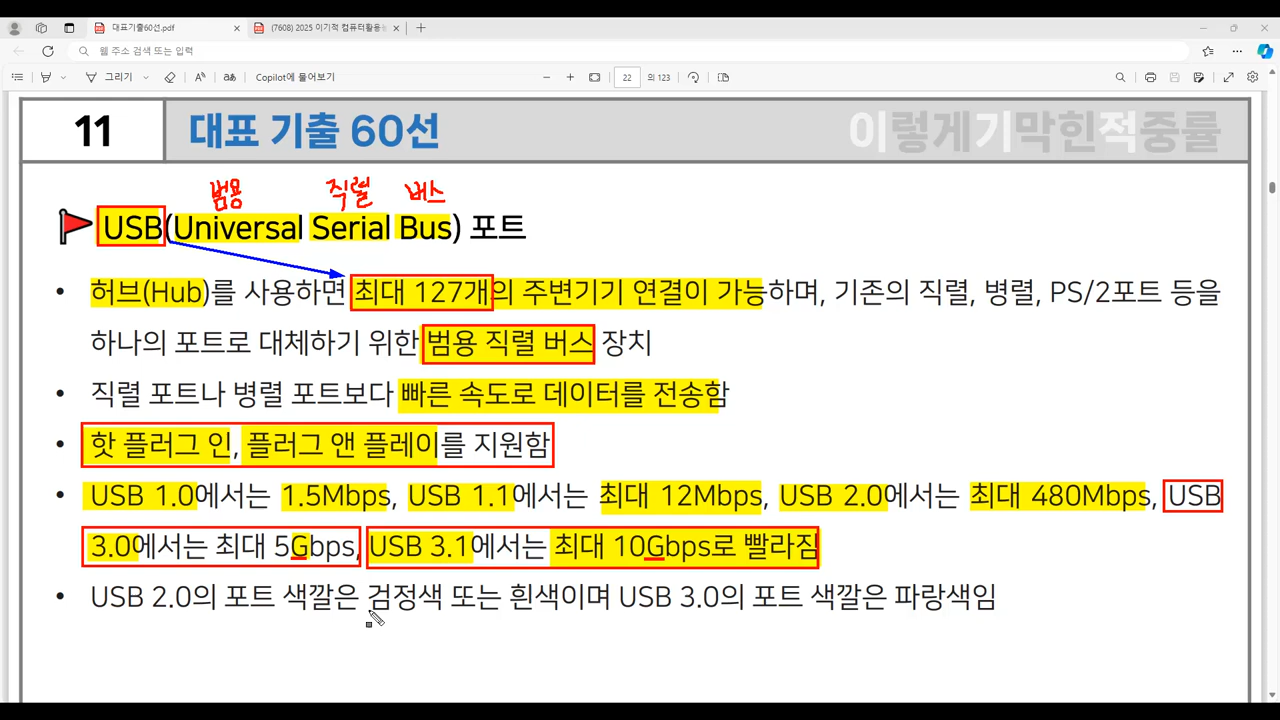 대표기출60선.pdf
(7608) 2025 이기적 컴퓨터활용능
웹 주소 검색 또는 입력
그리기
Copilot에 물어보기
22 의 123
11 대표 기출 60선 이렇게기막힌적중률
범용 직렬 버스
USB(Universal Serial Bus) 포트
• 허브(Hub)를 사용하면 최대 127개의 주변기기 연결이 가능하며, 기존의 직렬, 병렬, PS/2포트 등을
하나의 포트로 대체하기 위한 범용 직렬 버스 장치
• 직렬 포트나 병렬 포트보다 빠른 속도로 데이터를 전송함
• 핫 플러그 인, 플러그 앤 플레이를 지원함
• USB 1.0에서는 1.5Mbps, USB 1.1에서는 최대 12Mbps, USB 2.0에서는 최대 480Mbps, USB
3.0에서는 최대 5Gbps, USB 3.1에서는 최대 10Gbps로 빨라짐
• USB 2.0의 포트 색깔은 검정색 또는 흰색이며 USB 3.0의 포트 색깔은 파랑색임